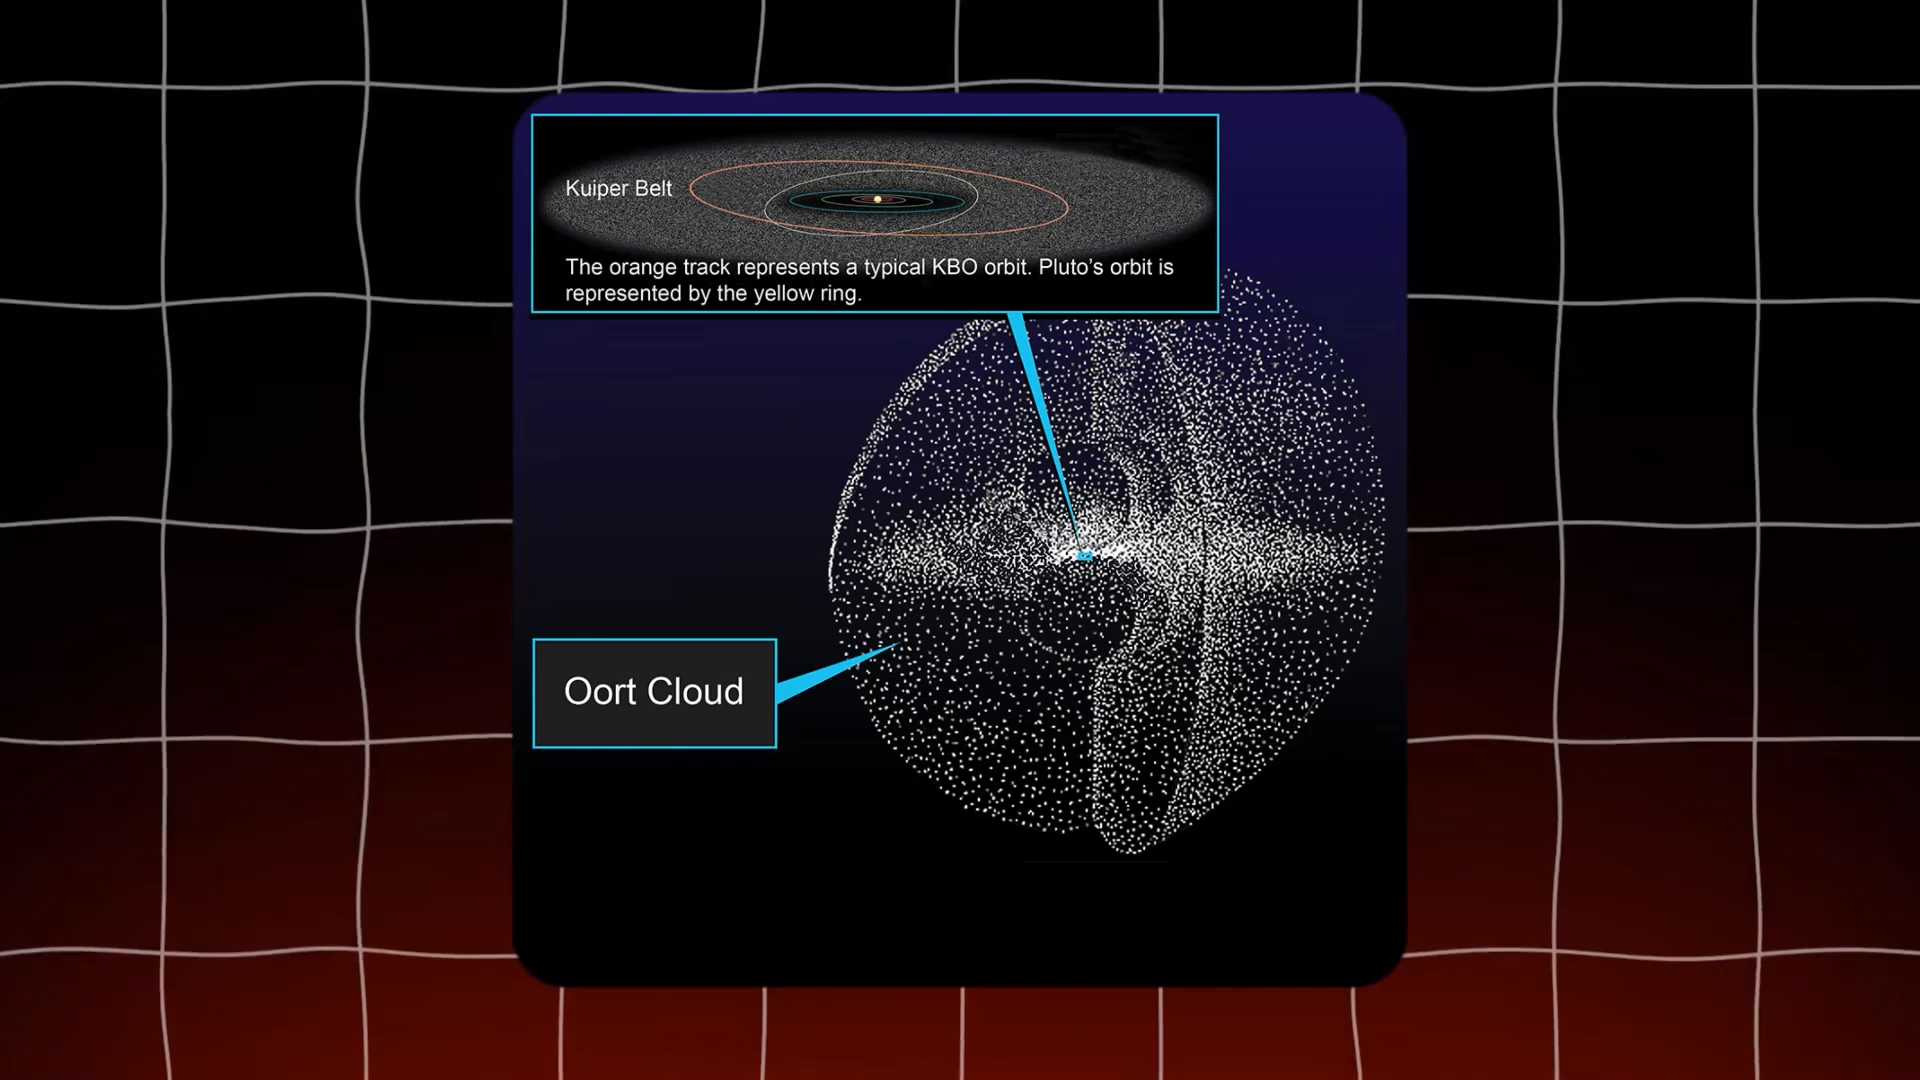 Kuiper Belt
The orange track represents a typical KBO orbit. Pluto’s orbit is
represented by the yellow ring.
Oort Cloud